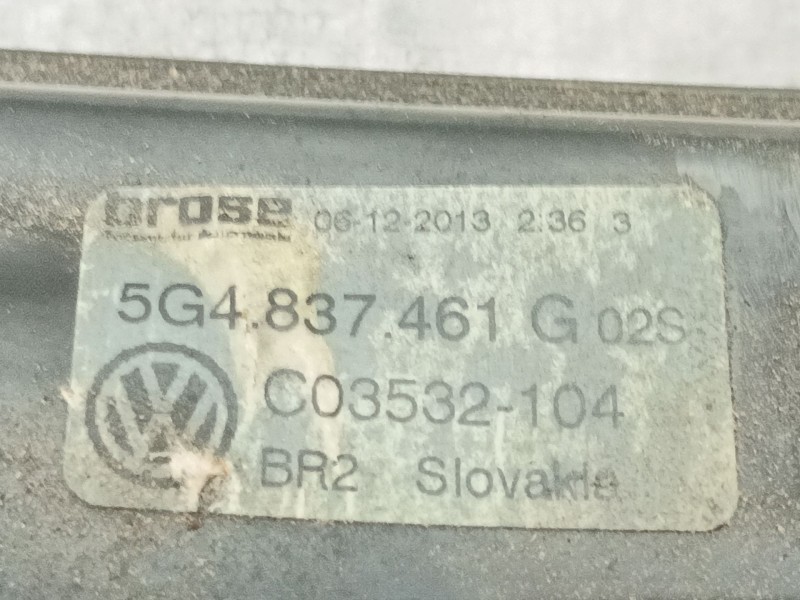 brose 06-12-2013 2:36 3
5G4.837.461 G 02S
C03532-104
BR2 Slovakia